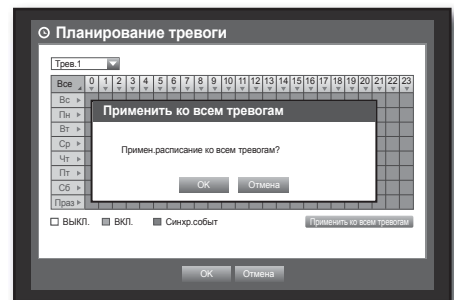 Планирование тревоги
Трев.1
Все 0 1 2 3 4 5 6 7 8 9 10 11 12 13 14 15 16 17 18 19 20 21 22 23
Вс
Пн
Вт
Ср
Чт
Пт
Сб
Праз
Применить ко всем тревогам
Примен.расписание ко всем тревогам?
OK Отмена
ВЫКЛ. ВКЛ. Синхр.событ Применить ко всем тревогам
OK Отмена